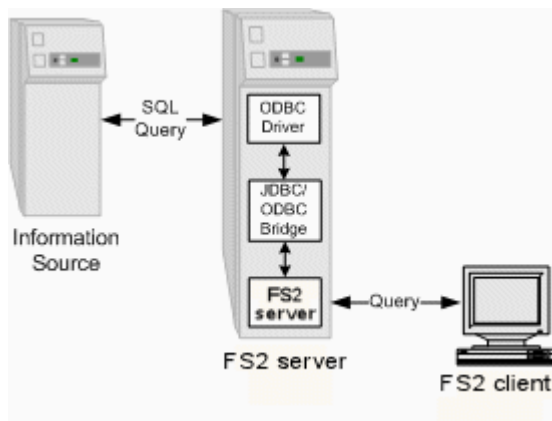 SQL
Query
Information
Source
ODBC
Driver
JDBC/
ODBC
Bridge
FS2
server
FS2 server
Query
FS2 client